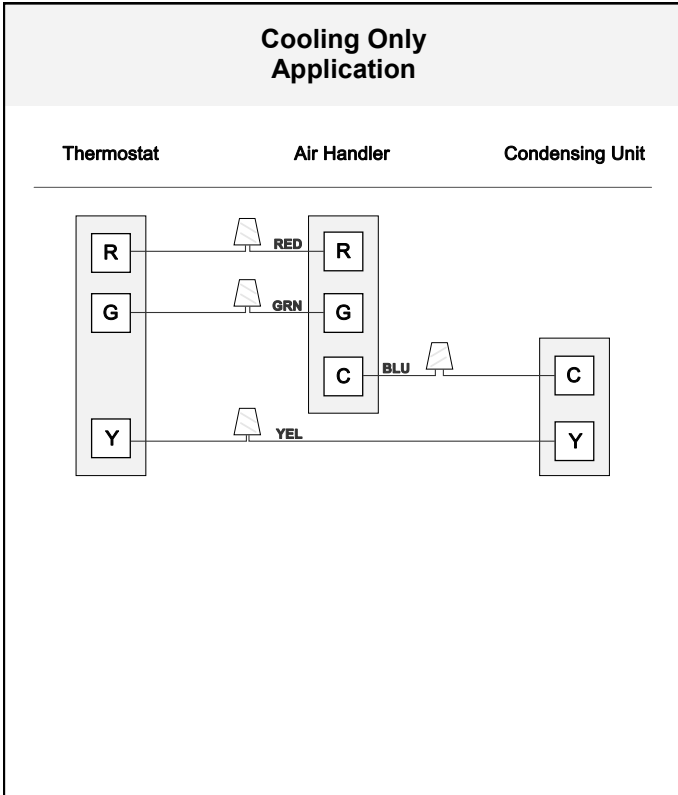 Cooling Only
Application
Thermostat Air Handler Condensing Unit
R RED R
G GRN G
C BLU C
Y YEL Y